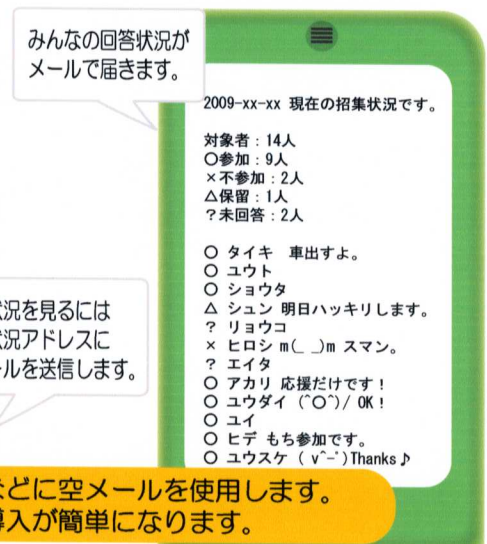 みんなの回答状況が
メールで届きます。
2009-xx-xx 現在の招集状況です。
対象者：14人
○参加：9人
×不参加：2人
△保留：1人
？未回答：2人
○ タイキ 車出すよ。
○ ユウト
○ ショウタ
△ シュン 明日ハッキリします。
？ リョウコ
× ヒロシ m(_ _)m スマン。
？ エイタ
○ アカリ 応援だけです！
○ ユウダイ (^O^)/ OK！
○ ユイ
○ ヒデ もち参加です。
○ ユウスケ ( v^-ﾟ)Thanks♪
状況を見るには
状況アドレスに
ールを送信します。
などに空メールを使用します。
導入が簡単になります。